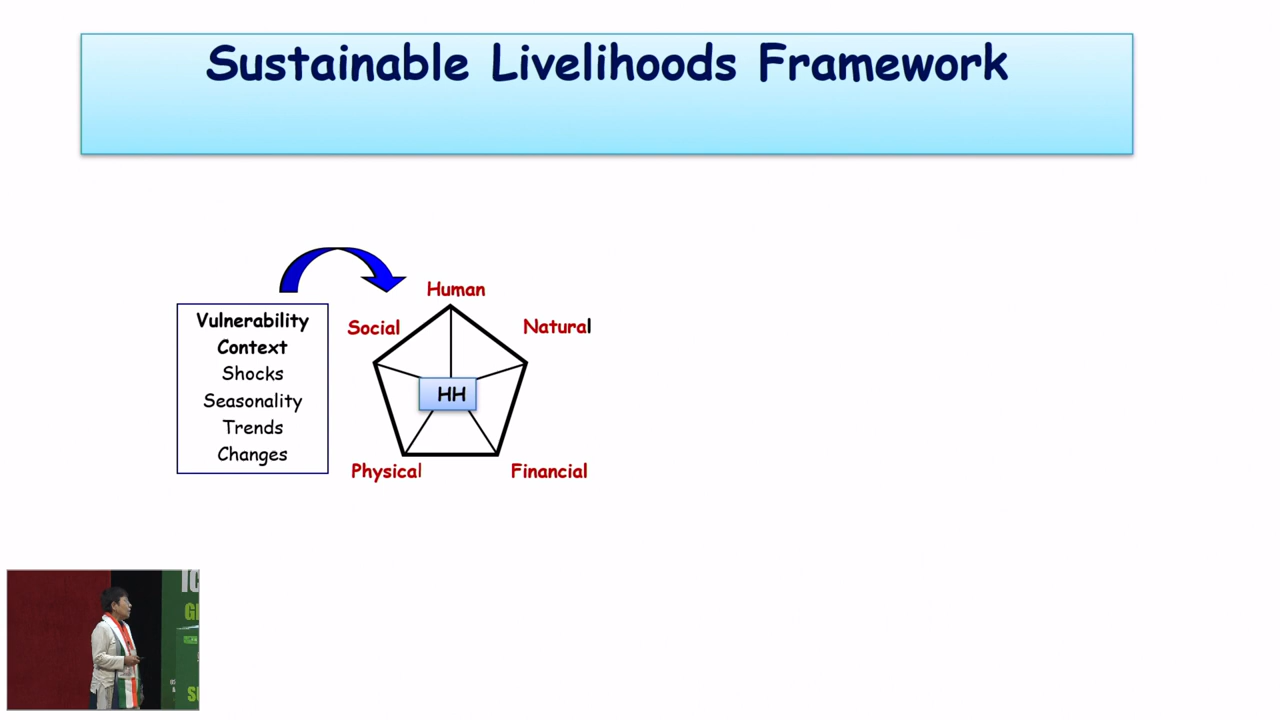 Sustainable Livelihoods Framework
Human
Social
Natural
Vulnerability
Context
Shocks
Seasonality
Trends
Changes
HH
Physical
Financial